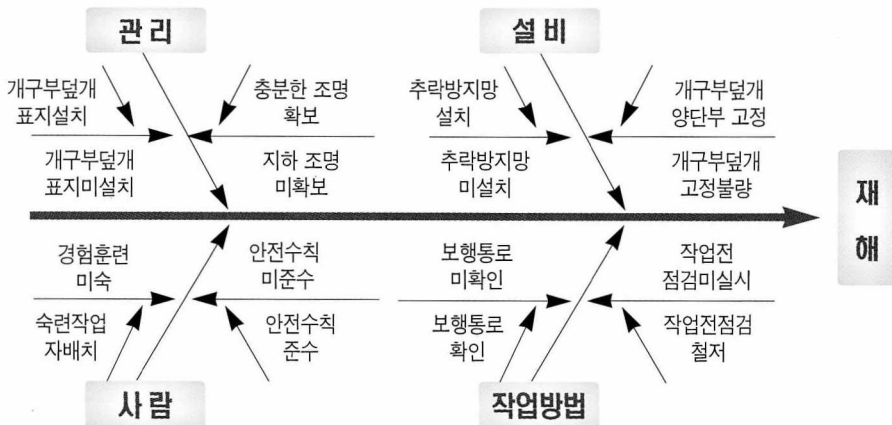 관리
설비
개구부덮개
표지설치
충분한 조명
확보
추락방지망
설치
개구부덮개
양단부 고정
개구부덮개
표지미설치
지하 조명
미확보
추락방지망
미설치
개구부덮개
고정불량
재
해
경험훈련
미숙
안전수칙
미준수
보행통로
미확인
작업전
점검미실시
숙련작업
자배치
안전수칙
준수
보행통로
확인
작업전점검
철저
사람
작업방법